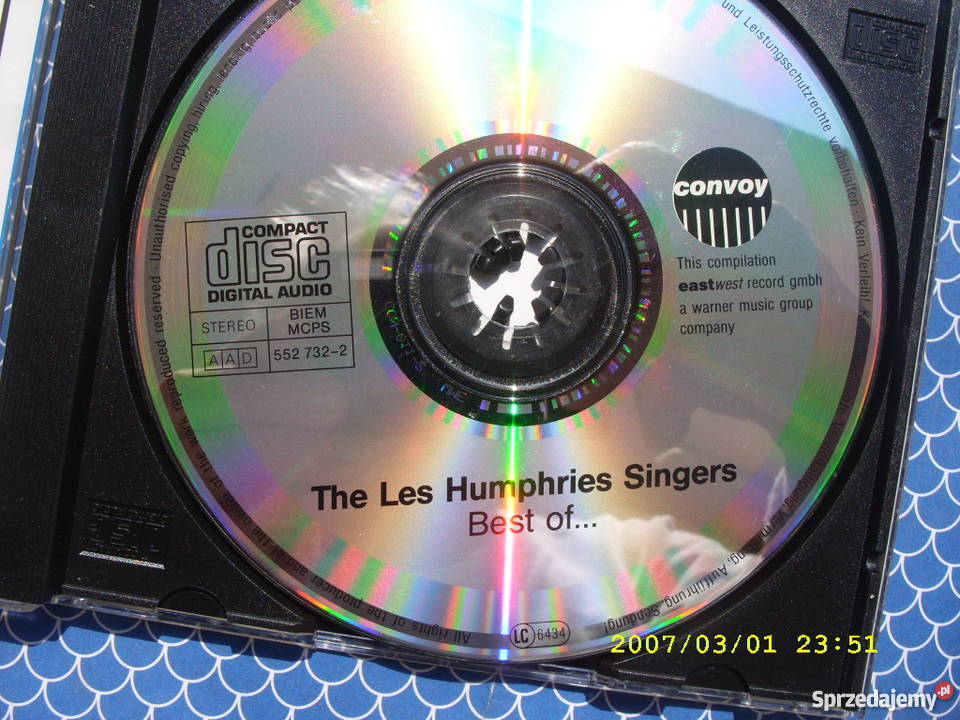 und Leistungsschutzrechte vorbehalten · Kein Verleih!
COMPACT
disc
DIGITAL AUDIO
STEREO
BIEM
MCPS
AAD
552 732-2
convoy
This compilation
eastwest record gmbh
a warner music group
company
The Les Humphries Singers
Best of...
All rights of the producer and of the owner of the work reproduced reserved · Unauthorised copying, hiring, lending,
Aufführung, Sendung!
LC 6434
disc
2007/03/01 23:51
Sprzedajemy.pl